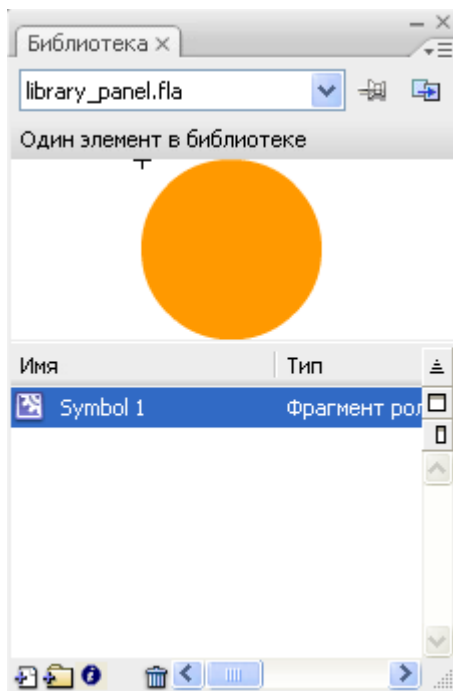 Библиотека
library_panel.fla
Один элемент в библиотеке
Имя Тип
Symbol 1 Фрагмент рол